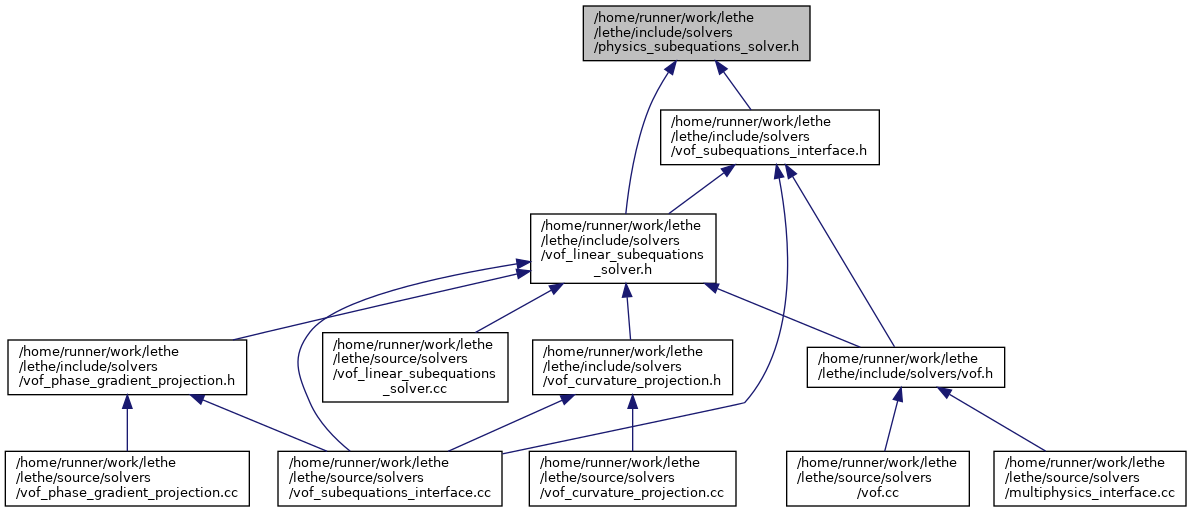 /home/runner/work/lethe
/lethe/include/solvers
/physics_subequations_solver.h
/home/runner/work/lethe
/lethe/include/solvers
/vof_subequations_interface.h
/home/runner/work/lethe
/lethe/include/solvers
/vof_linear_subequations
_solver.h
/home/runner/work/lethe
/lethe/include/solvers
/vof_phase_gradient_projection.h
/home/runner/work/lethe
/lethe/source/solvers
/vof_linear_subequations
_solver.cc
/home/runner/work/lethe
/lethe/include/solvers
/vof_curvature_projection.h
/home/runner/work/lethe
/lethe/include/solvers/vof.h
/home/runner/work/lethe
/lethe/source/solvers
/vof_phase_gradient_projection.cc
/home/runner/work/lethe
/lethe/source/solvers
/vof_subequations_interface.cc
/home/runner/work/lethe
/lethe/source/solvers
/vof_curvature_projection.cc
/home/runner/work/lethe
/lethe/source/solvers
/vof.cc
/home/runner/work/lethe
/lethe/source/solvers
/multiphysics_interface.cc